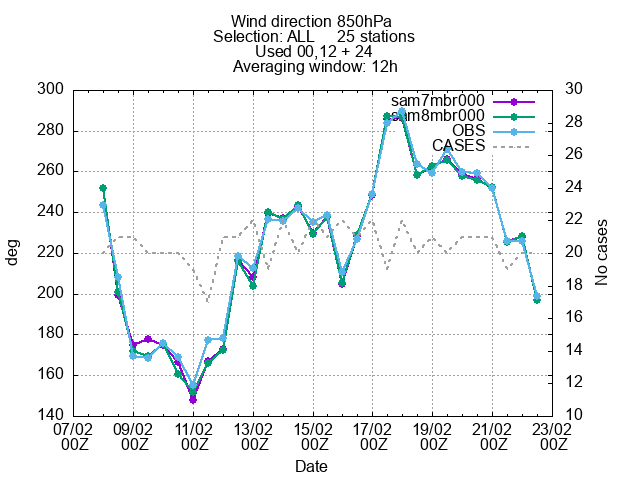 Wind direction 850hPa
Selection: ALL 25 stations
Used 00,12 + 24
Averaging window: 12h
300
280
260
240
220
200
180
160
140
deg
30
28
26
24
22
20
18
16
14
12
10
No cases
sam7mbr000
sam8mbr000
OBS
CASES
07/02 09/02 11/02 13/02 15/02 17/02 19/02 21/02 23/02
00Z 00Z 00Z 00Z 00Z 00Z 00Z 00Z 00Z
Date